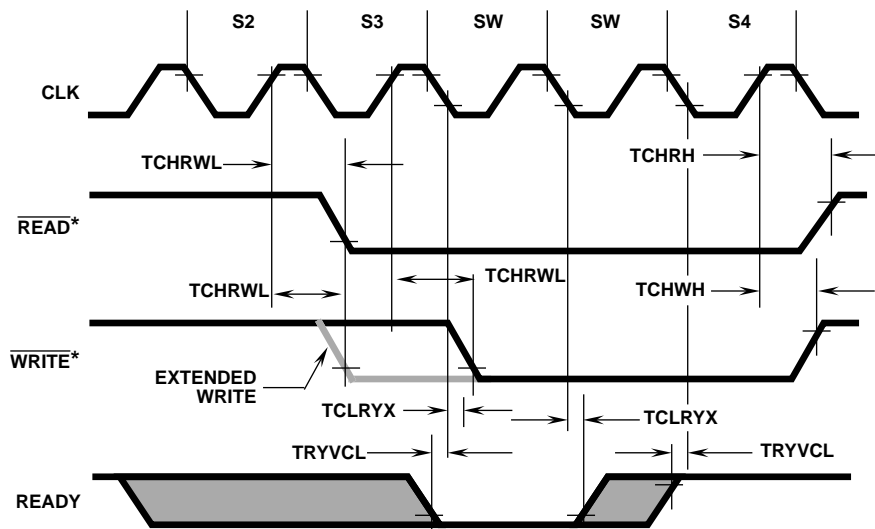 S2 S3 SW SW S4
CLK
TCHRWL TCHRH
READ*
TCHRWL TCHRWL TCHWH
WRITE*
EXTENDED
WRITE
TCLRYX TCLRYX
TRYVCL TRYVCL
READY